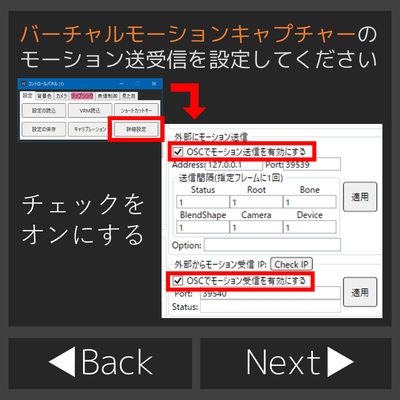 バーチャルモーションキャプチャーの
モーション送受信を設定してください
コントロールパネル
設定 背景色 カメラ リップシンク 表情制御 見た目
設定の読込 VRM読込 ショートカットキー
設定の保存 キャリブレーション 詳細設定
チェックを
オンにする
外部にモーション送信
OSCでモーション送信を有効にする
Address: 127.0.0.1 Port: 39539
送信間隔(指定フレームに1回)
Status Root Bone
1 1 1
BlendShape Camera Device
1 1 1
適用
Option:
外部からモーション受信 IP: Check IP
OSCでモーション受信を有効にする
Port: 39540
適用
Status:
◀Back
Next▶